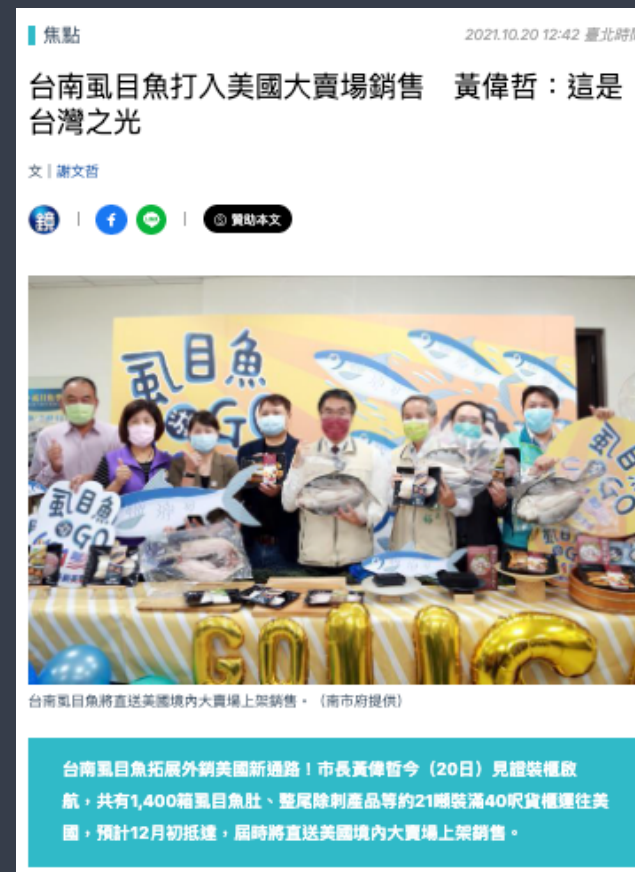 焦點
2021.10.20 12:42 臺北時間
台南虱目魚打入美國大賣場銷售　黃偉哲：這是
台灣之光
文｜謝文哲
鏡
贊助本文
虱目魚
游 GO
虱目魚
GO
虱目魚
GO
GO US
台南虱目魚將直送美國境內大賣場上架銷售。（南市府提供）
台南虱目魚拓展外銷美國新通路！市長黃偉哲今（20日）見證裝櫃啟
航，共有1,400箱虱目魚肚、整尾除刺產品等約21噸裝滿40呎貨櫃運往美
國，預計12月初抵達，屆時將直送美國境內大賣場上架銷售。